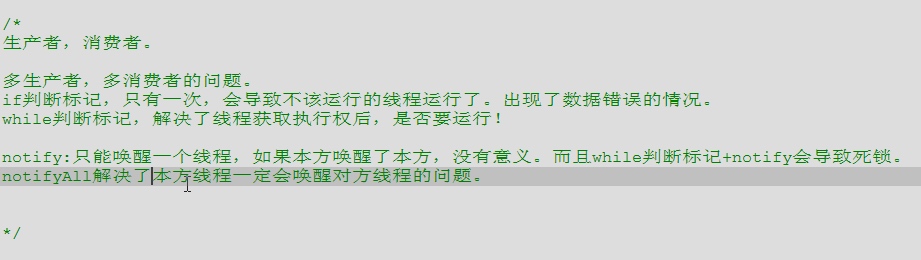 /*
生产者，消费者。
多生产者，多消费者的问题。
if判断标记，只有一次，会导致不该运行的线程运行了。出现了数据错误的情况。
while判断标记，解决了线程获取执行权后，是否要运行！
notify:只能唤醒一个线程，如果本方唤醒了本方，没有意义。而且while判断标记+notify会导致死锁。
notifyAll解决了本方线程一定会唤醒对方线程的问题。
*/